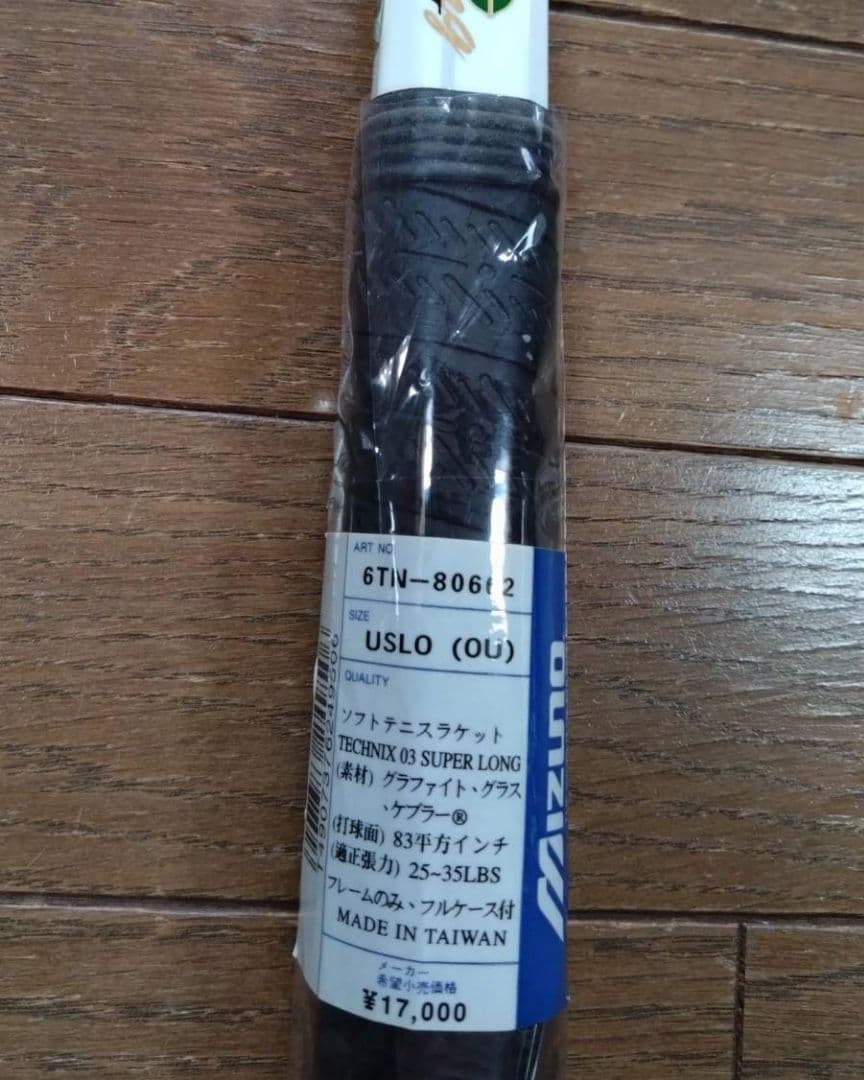 ART NO
6TN-80662
SIZE
USLO (OU)
QUALITY
ソフトテニスラケット
TECHNIX 03 SUPER LONG
(素材) グラファイト、グラス
、ケブラー®
(打球面) 83平方インチ
(適正張力) 25~35LBS
フレームのみ、フルケース付
MADE IN TAIWAN
メーカー
希望小売価格
¥17,000
mizuno